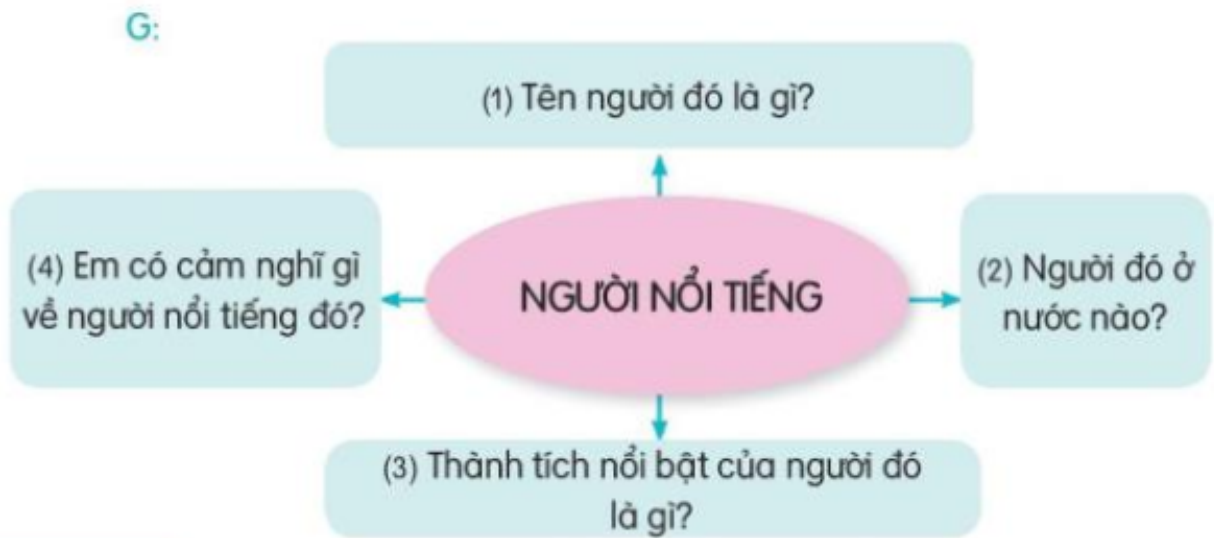 G:
(1) Tên người đó là gì?
(4) Em có cảm nghĩ gì
về người nổi tiếng đó?
NGƯỜI NỔI TIẾNG
(2) Người đó ở
nước nào?
(3) Thành tích nổi bật của người đó
là gì?